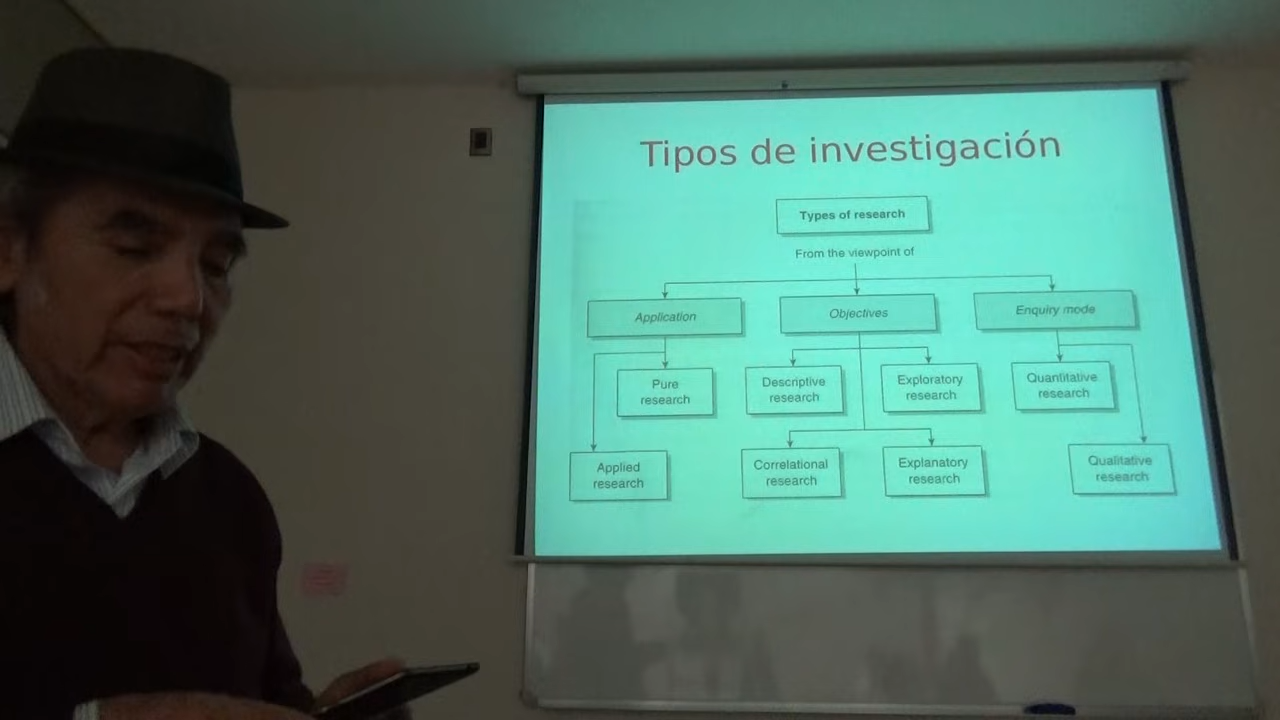 Tipos de investigación
Types of research
From the viewpoint of
Application
Objectives
Enquiry mode
Pure
research
Descriptive
research
Exploratory
research
Quantitative
research
Applied
research
Correlational
research
Explanatory
research
Qualitative
research